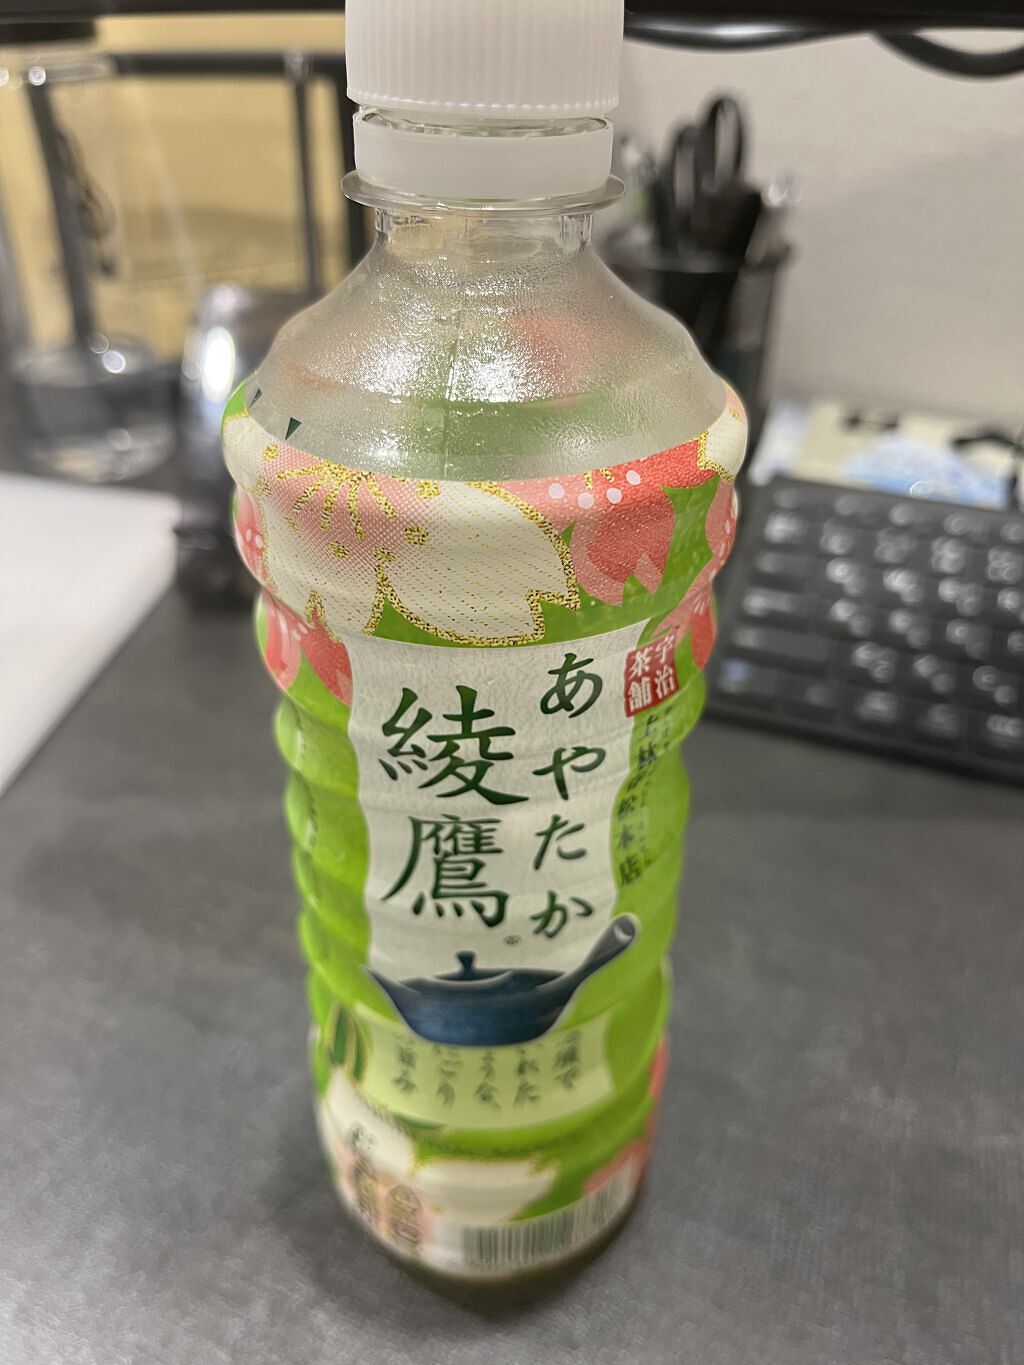 宇治
茶舗
上林春松本店
あやたか
綾鷹
急須で
いれた
ような、
にごり
の旨み